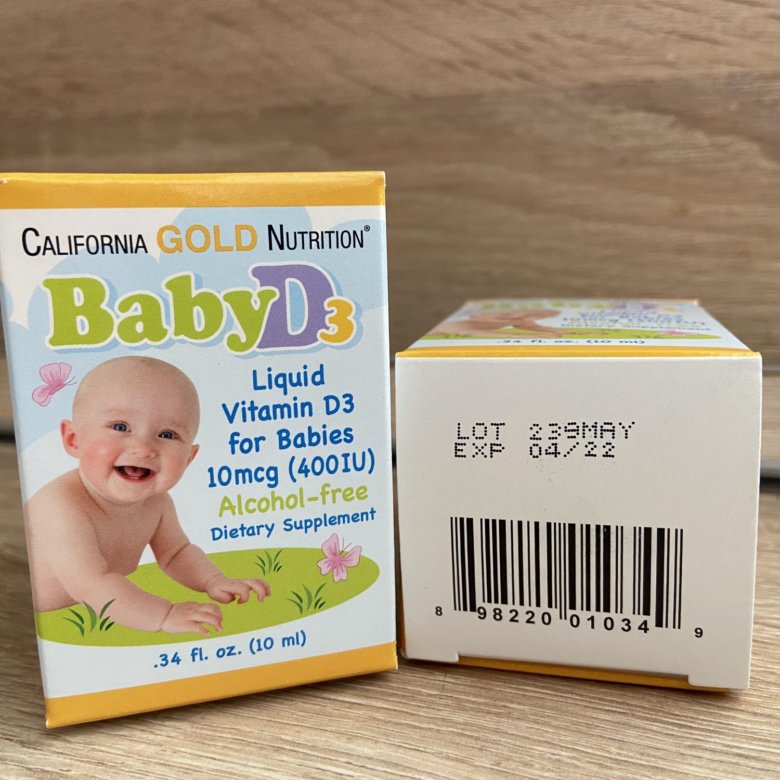 CALIFORNIA GOLD NUTRITION®
BabyD3
Liquid
Vitamin D3
for Babies
10mcg (400IU)
Alcohol-free
Dietary Supplement
.34 fl. oz. (10 ml)
.34 fl. oz. (10 ml)
LOT 239MAY
EXP 04/22
8 98220 01034 9